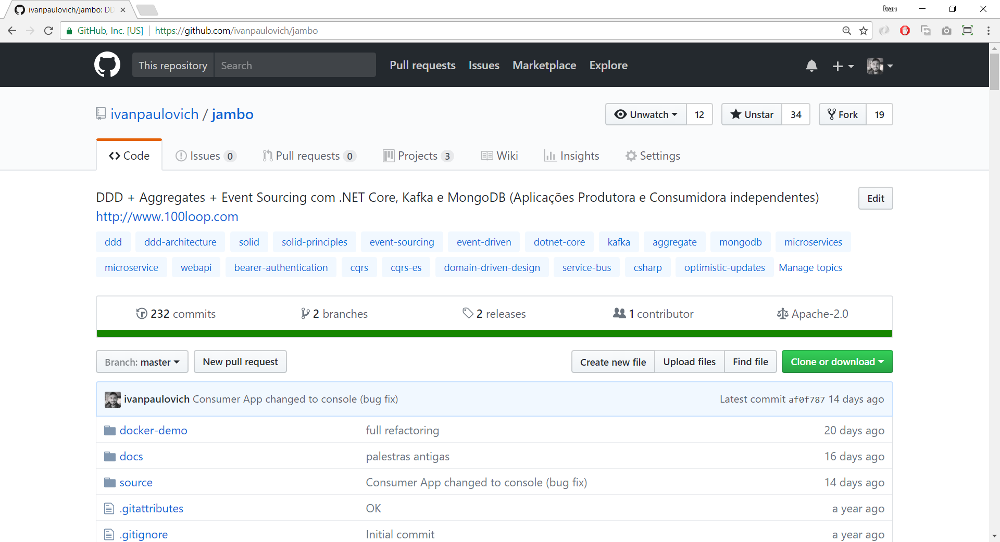 ivanpaulovich/jambo: DD
Ivan
GitHub, Inc. [US] https://github.com/ivanpaulovich/jambo
This repository Search Pull requests Issues Marketplace Explore
ivanpaulovich / jambo Unwatch 12 Unstar 34 Fork 19
Code Issues 0 Pull requests 0 Projects 3 Wiki Insights Settings
DDD + Aggregates + Event Sourcing com .NET Core, Kafka e MongoDB (Aplicações Produtora e Consumidora independentes) Edit
http://www.100loop.com
ddd ddd-architecture solid solid-principles event-sourcing event-driven dotnet-core kafka aggregate mongodb microservices
microservice webapi bearer-authentication cqrs cqrs-es domain-driven-design service-bus csharp optimistic-updates Manage topics
232 commits 2 branches 2 releases 1 contributor Apache-2.0
Branch: master New pull request Create new file Upload files Find file Clone or download
ivanpaulovich Consumer App changed to console (bug fix) Latest commit af0f787 14 days ago
docker-demo full refactoring 20 days ago
docs palestras antigas 16 days ago
source Consumer App changed to console (bug fix) 14 days ago
.gitattributes OK a year ago
.gitignore Initial commit a year ago